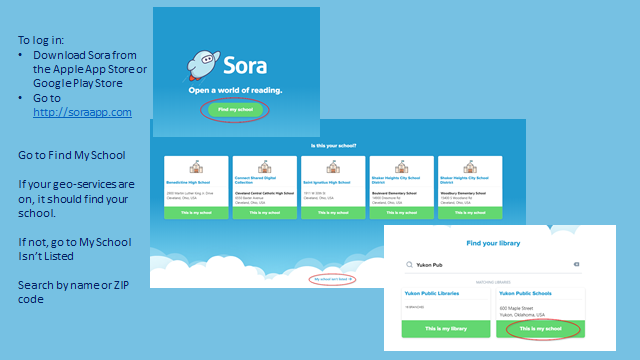 To log in:
• Download Sora from
the Apple App Store or
Google Play Store
• Go to
http://soraapp.com
Go to Find My School
If your geo-services are
on, it should find your
school.
If not, go to My School
Isn't Listed
Search by name or ZIP
code
Sora
Open a world of reading.
Find my school
Is this your school?
Benedictine High School
Cleveland, Ohio, USA
This is my school
Connect Shared Digital
Collection
Cleveland Central Catholic High School
Cleveland, Ohio, USA
This is my school
Saint Ignatius High School
Cleveland, Ohio, USA
This is my school
Shaker Heights City School
District
Boulevard Elementary School
Cleveland, Ohio, USA
This is my school
Shaker Heights City School
District
Woodbury Elementary School
Cleveland, Ohio, USA
This is my school
My school isn't listed
Find your library
Yukon Pub
MATCHING LIBRARIES
Yukon Public Libraries
This is my library
Yukon Public Schools
600 Maple Street
Yukon, Oklahoma, USA
This is my school